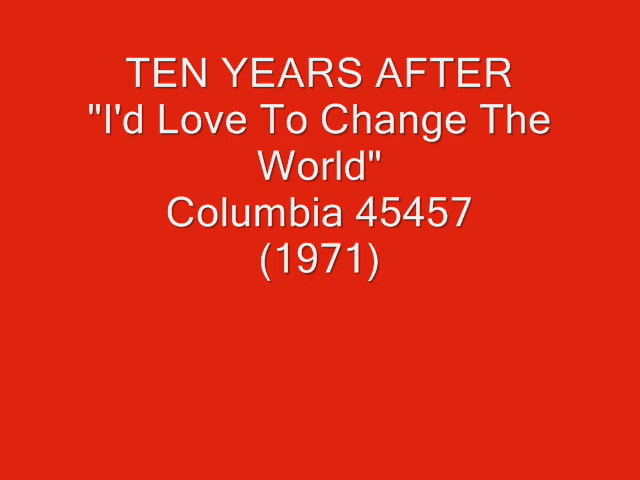 TEN YEARS AFTER
"I'd Love To Change The
World"
Columbia 45457
(1971)